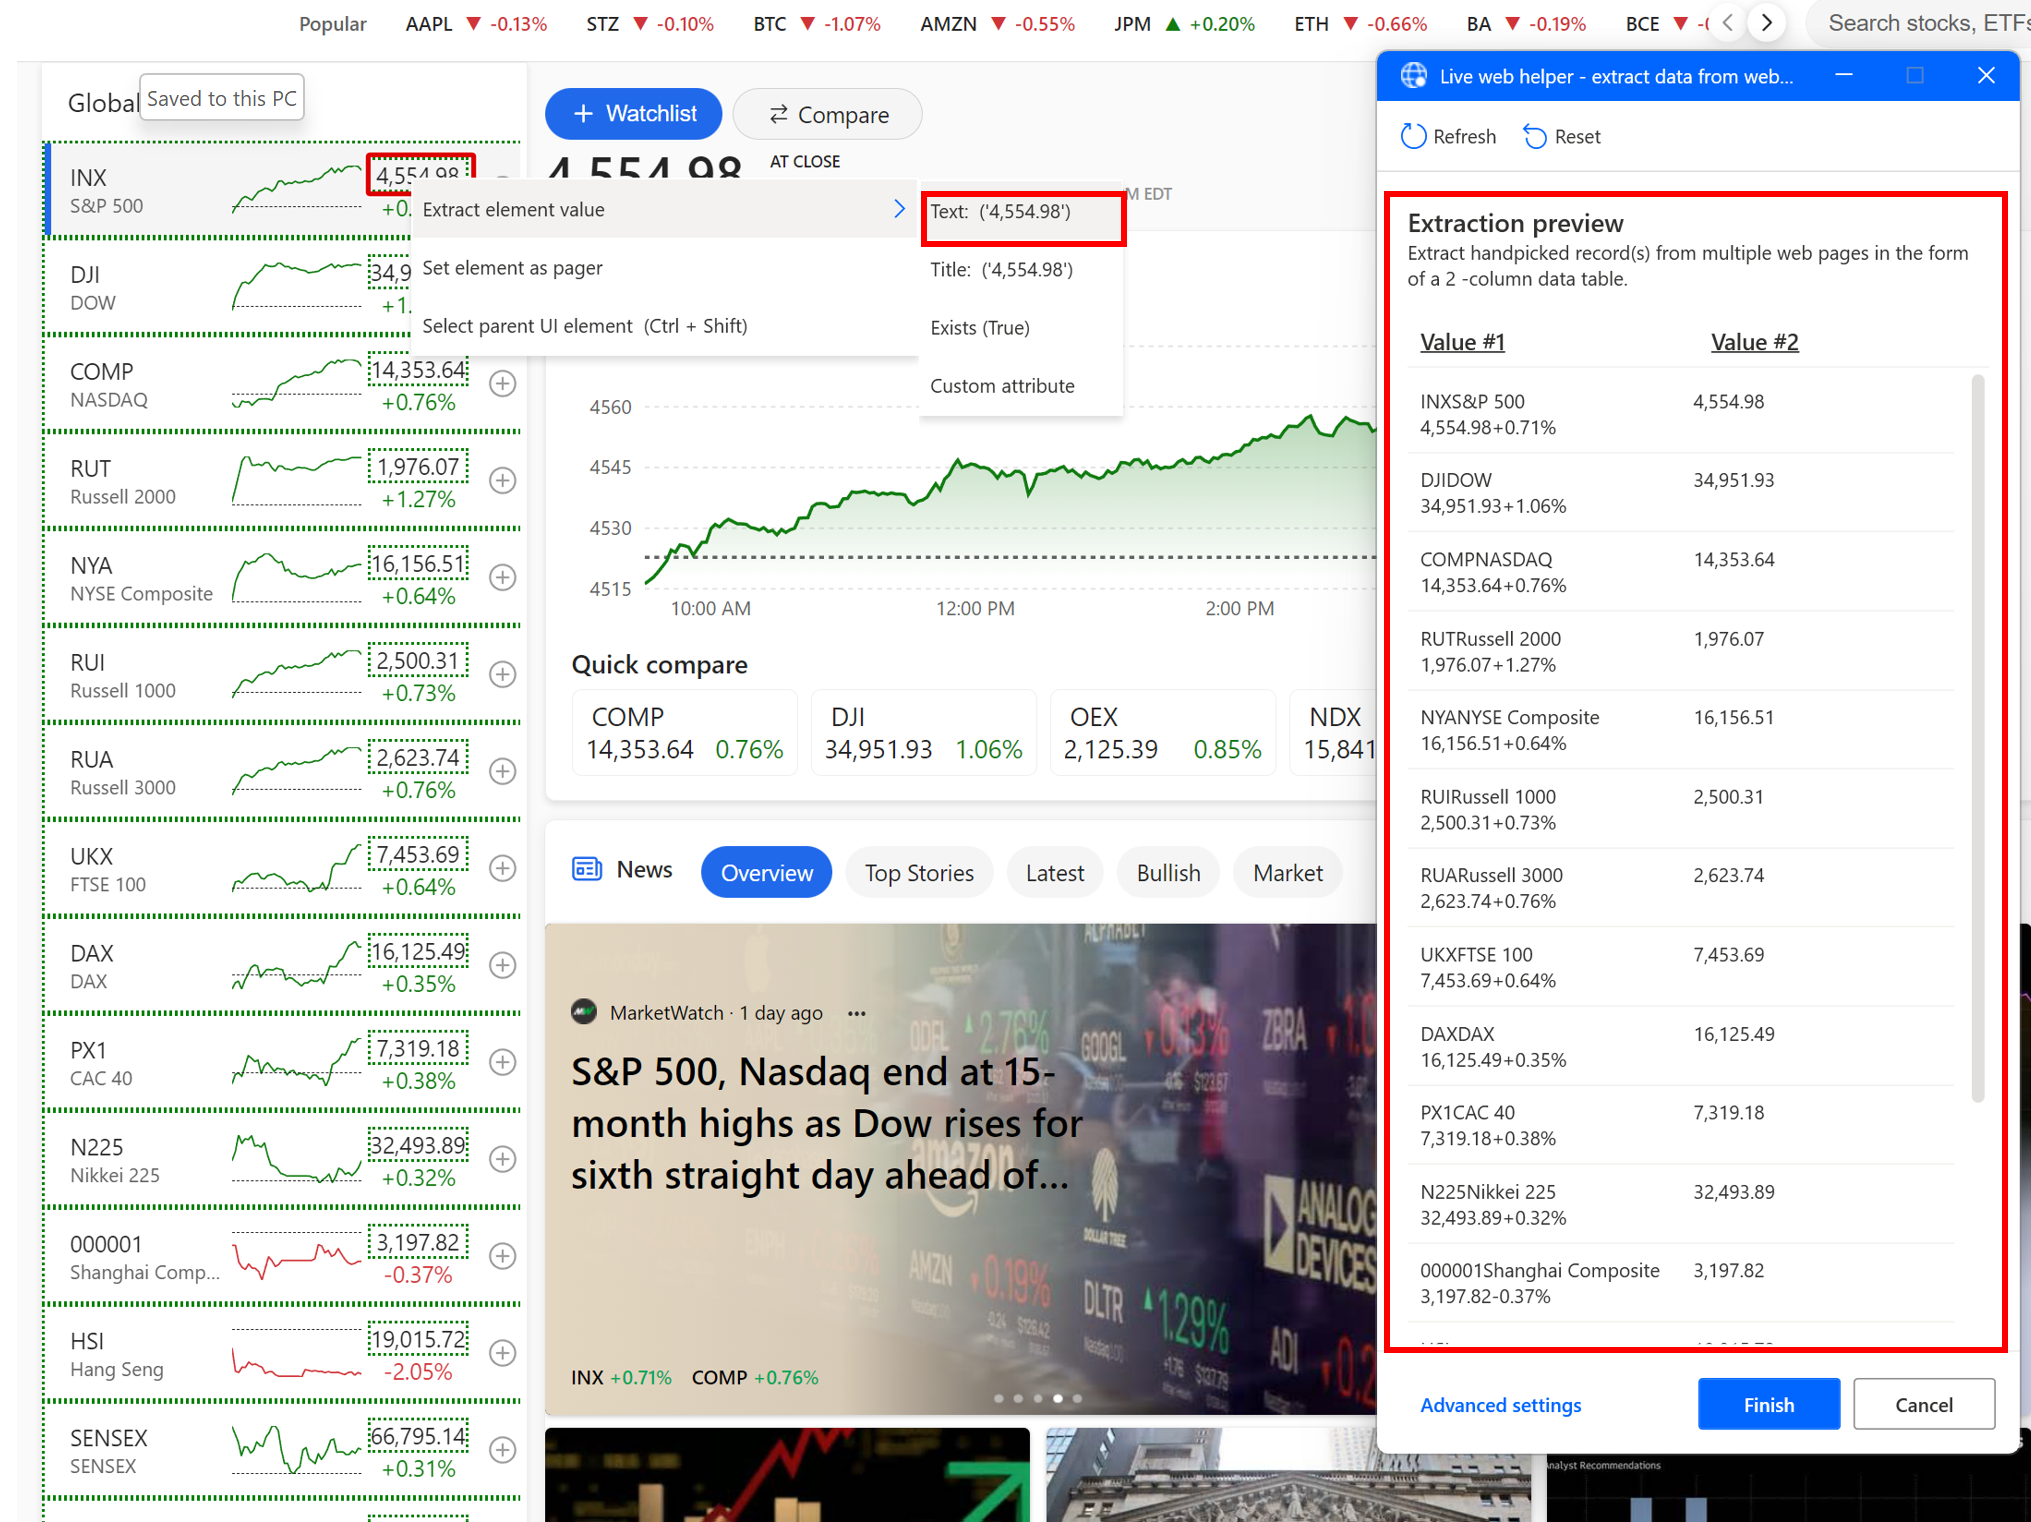 Popular AAPL ▼ -0.13% STZ ▼ -0.10% BTC ▼ -1.07% AMZN ▼ -0.55% JPM ▲ +0.20% ETH ▼ -0.66% BA ▼ -0.19% BCE ▼
Search stocks, ETFs
Global
Saved to this PC
INX
S&P 500
4,554.98
+0.
DJI
DOW
34,9
+1.
COMP
NASDAQ
14,353.64
+0.76%
RUT
Russell 2000
1,976.07
+1.27%
NYA
NYSE Composite
16,156.51
+0.64%
RUI
Russell 1000
2,500.31
+0.73%
RUA
Russell 3000
2,623.74
+0.76%
UKX
FTSE 100
7,453.69
+0.64%
DAX
DAX
16,125.49
+0.35%
PX1
CAC 40
7,319.18
+0.38%
N225
Nikkei 225
32,493.89
+0.32%
000001
Shanghai Comp...
3,197.82
-0.37%
HSI
Hang Seng
19,015.72
-2.05%
SENSEX
SENSEX
66,795.14
+0.31%
+ Watchlist
Compare
4,554.98 AT CLOSE
M EDT
Extract element value
Set element as pager
Select parent UI element (Ctrl + Shift)
Text: ('4,554.98')
Title: ('4,554.98')
Exists (True)
Custom attribute
4560
4545
4530
4515
10:00 AM 12:00 PM 2:00 PM
Quick compare
COMP
14,353.64 0.76%
DJI
34,951.93 1.06%
OEX
2,125.39 0.85%
NDX
15,841
News Overview Top Stories Latest Bullish Market
MarketWatch · 1 day ago ...
S&P 500, Nasdaq end at 15-
month highs as Dow rises for
sixth straight day ahead of...
INX +0.71% COMP +0.76%
ODFL ▲2.76%
GOOGL ▼0.13%
ZBRA
amazon
AMZN ▼0.19%
DOLLAR TREE
DLTR ▲1.29%
ANALOG
DEVICES
ADI
Live web helper - extract data from web...
Refresh Reset
Extraction preview
Extract handpicked record(s) from multiple web pages in the form
of a 2 -column data table.
Value #1 Value #2
INXS&P 500 4,554.98
4,554.98+0.71%
DJIDOW 34,951.93
34,951.93+1.06%
COMPNASDAQ 14,353.64
14,353.64+0.76%
RUTRussell 2000 1,976.07
1,976.07+1.27%
NYANYSE Composite 16,156.51
16,156.51+0.64%
RUIRussell 1000 2,500.31
2,500.31+0.73%
RUARussell 3000 2,623.74
2,623.74+0.76%
UKXFTSE 100 7,453.69
7,453.69+0.64%
DAXDAX 16,125.49
16,125.49+0.35%
PX1CAC 40 7,319.18
7,319.18+0.38%
N225Nikkei 225 32,493.89
32,493.89+0.32%
000001Shanghai Composite 3,197.82
3,197.82-0.37%
Advanced settings Finish Cancel
Analyst Recommendations